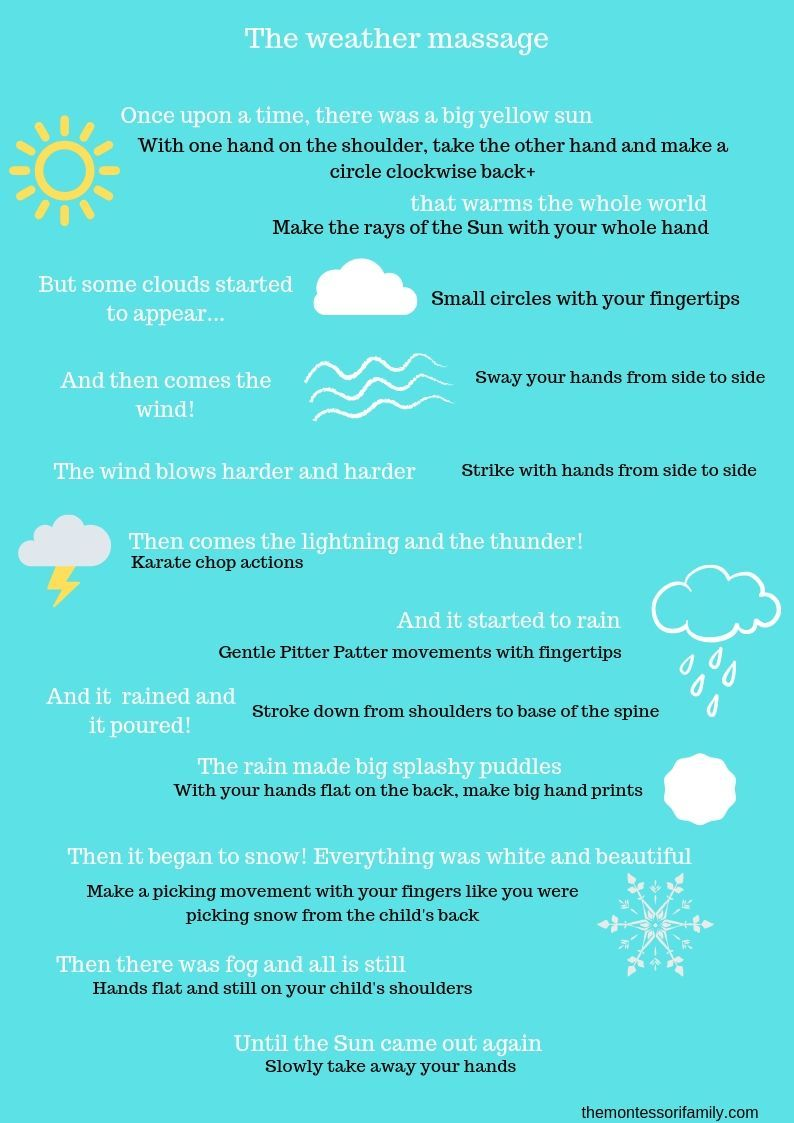 The weather massage
Once upon a time, there was a big yellow sun
With one hand on the shoulder, take the other hand and make a
circle clockwise back+
that warms the whole world
Make the rays of the Sun with your whole hand
But some clouds started
to appear...
Small circles with your fingertips
And then comes the
wind!
Sway your hands from side to side
The wind blows harder and harder
Strike with hands from side to side
Then comes the lightning and the thunder!
Karate chop actions
And it started to rain
Gentle Pitter Patter movements with fingertips
And it rained and
it poured!
Stroke down from shoulders to base of the spine
The rain made big splashy puddles
With your hands flat on the back, make big hand prints
Then it began to snow! Everything was white and beautiful
Make a picking movement with your fingers like you were
picking snow from the child's back
Then there was fog and all is still
Hands flat and still on your child's shoulders
Until the Sun came out again
Slowly take away your hands
themontessorifamily.com